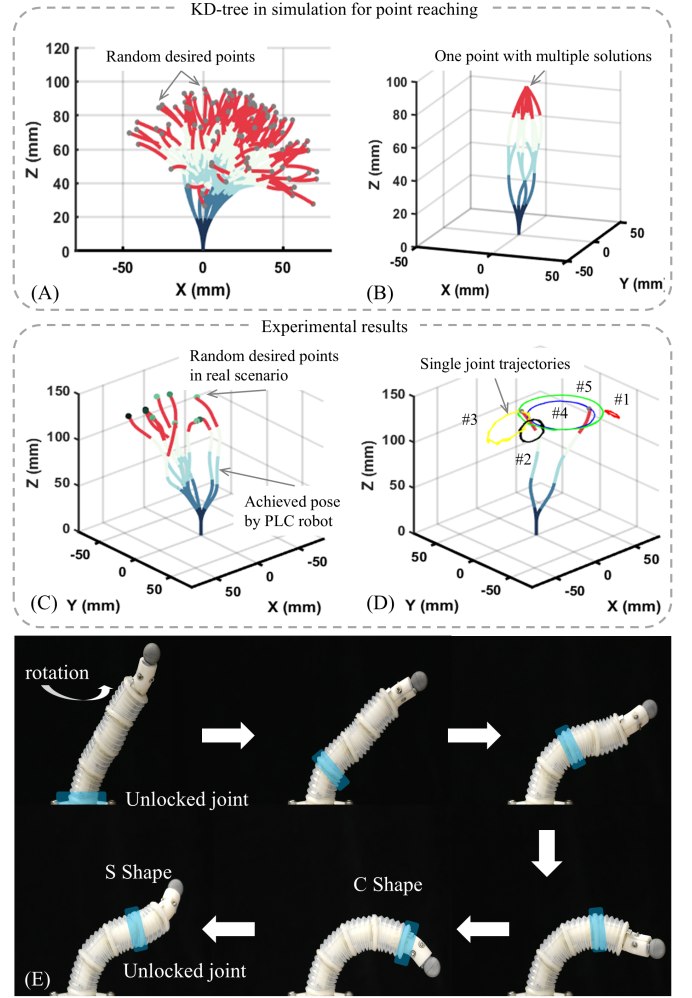 KD-tree in simulation for point reaching
Random desired points
120
100
80
60
40
20
0
Z (mm)
-50
0
50
X (mm)
(A)
One point with multiple solutions
100
80
60
40
20
0
Z (mm)
-50
0
50
X (mm)
-50
0
50
Y (mm)
(B)
Experimental results
Random desired points
in real scenario
150
100
50
0
Z (mm)
Achieved pose
by PLC robot
-50
0
50
Y (mm)
50
0
-50
X (mm)
(C)
Single joint trajectories
150
100
50
0
Z (mm)
#1
#2
#3
#4
#5
50
0
-50
Y (mm)
-50
0
50
X (mm)
(D)
rotation
Unlocked joint
S Shape
C Shape
Unlocked joint
(E)